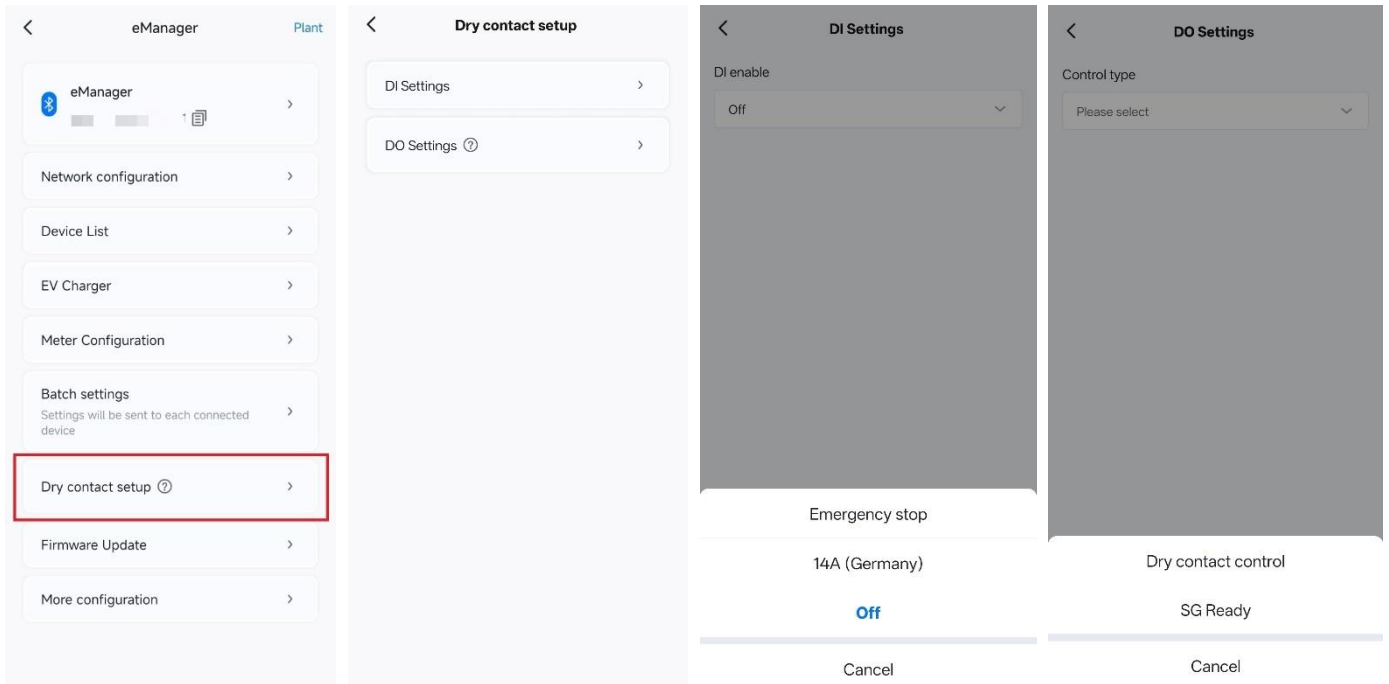 eManager
Plant
eManager
Network configuration
Device List
EV Charger
Meter Configuration
Batch settings
Settings will be sent to each connected
device
Dry contact setup
Firmware Update
More configuration
Dry contact setup
DI Settings
DO Settings
DI Settings
DI enable
Off
Emergency stop
14A (Germany)
Off
Cancel
DO Settings
Control type
Please select
Dry contact control
SG Ready
Cancel